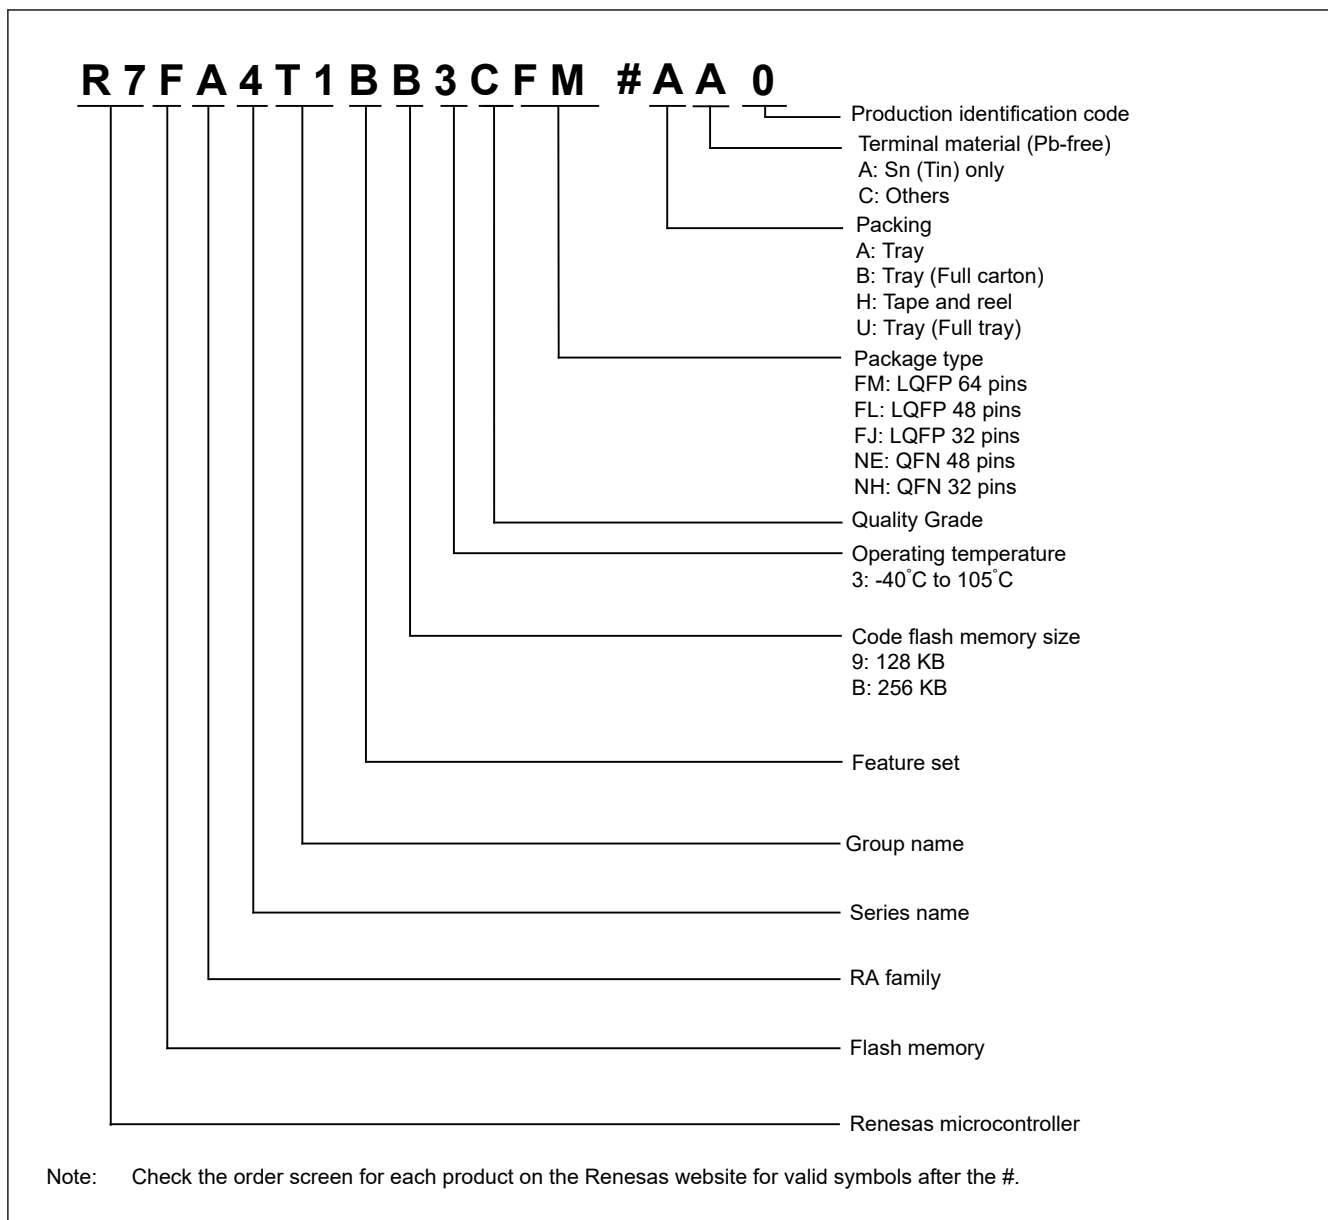 R7FA4T1BB3CFM #AA0
Production identification code
Terminal material (Pb-free)
A: Sn (Tin) only
C: Others
Packing
A: Tray
B: Tray (Full carton)
H: Tape and reel
U: Tray (Full tray)
Package type
FM: LQFP 64 pins
FL: LQFP 48 pins
FJ: LQFP 32 pins
NE: QFN 48 pins
NH: QFN 32 pins
Quality Grade
Operating temperature
3: -40°C to 105°C
Code flash memory size
9: 128 KB
B: 256 KB
Feature set
Group name
Series name
RA family
Flash memory
Renesas microcontroller
Note: Check the order screen for each product on the Renesas website for valid symbols after the #.